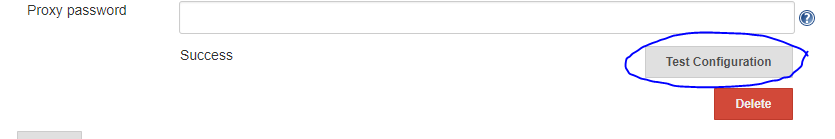 Proxy password
Success
Test Configuration
Delete